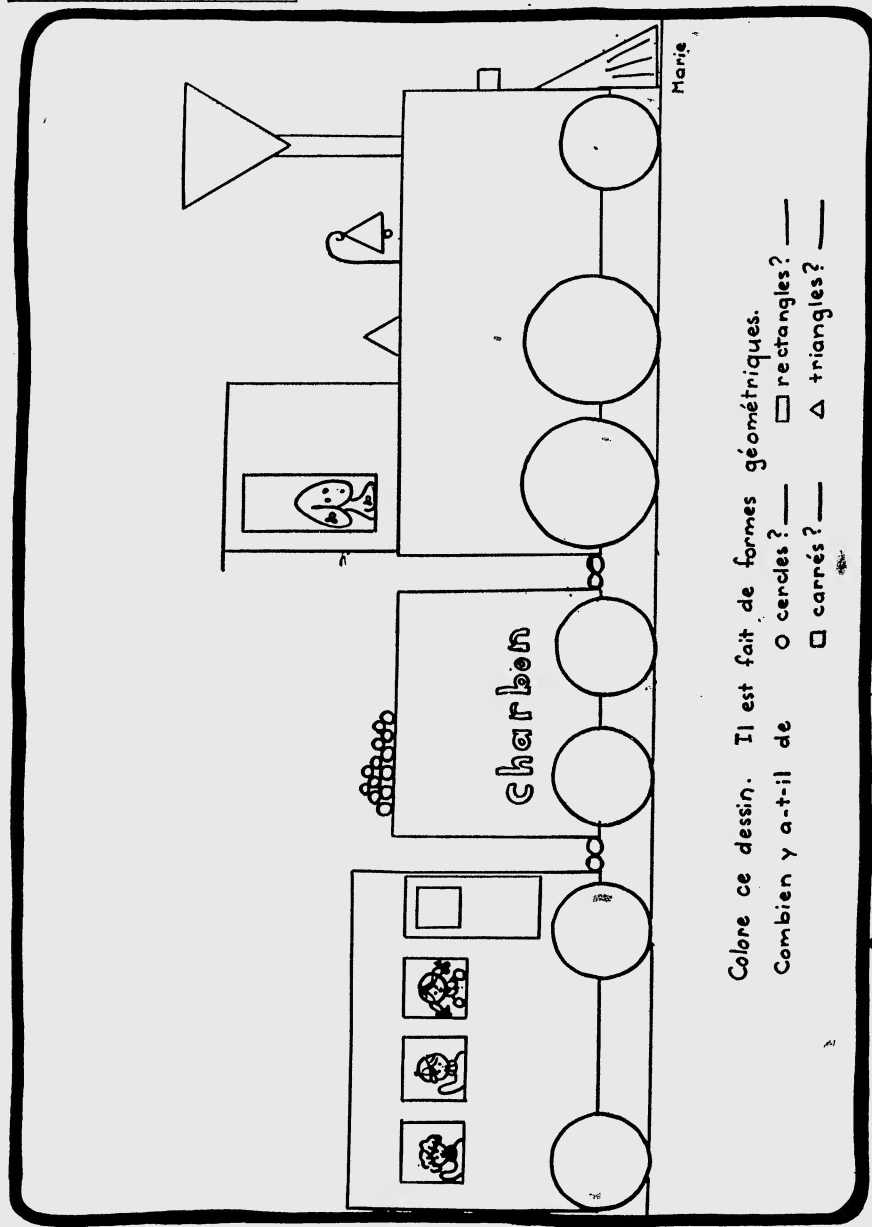 charbon
Marie
Colore ce dessin. Il est fait de formes géométriques.
Combien y a-t-il de cercles? ___ rectangles? ___
carrés? ___ triangles? ___